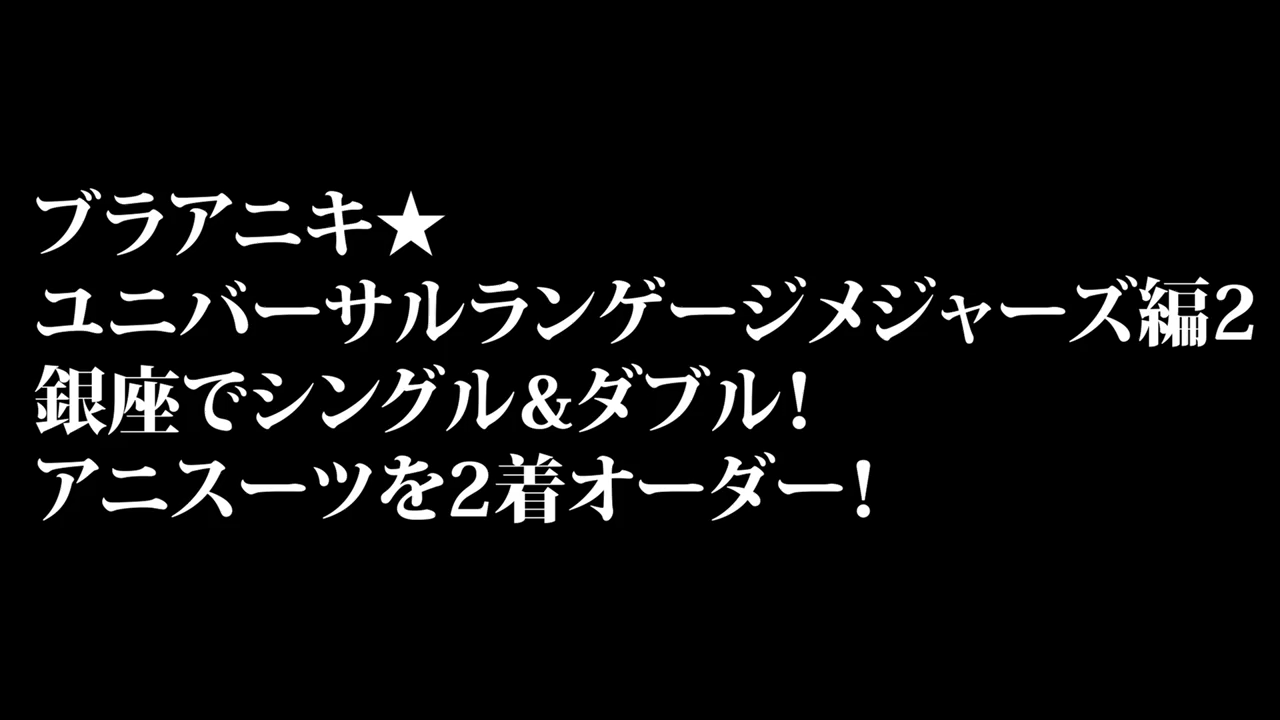 ブラアニキ★
ユニバーサルランゲージメジャーズ編2
銀座でシングル&ダブル!
アニスーツを2着オーダー!